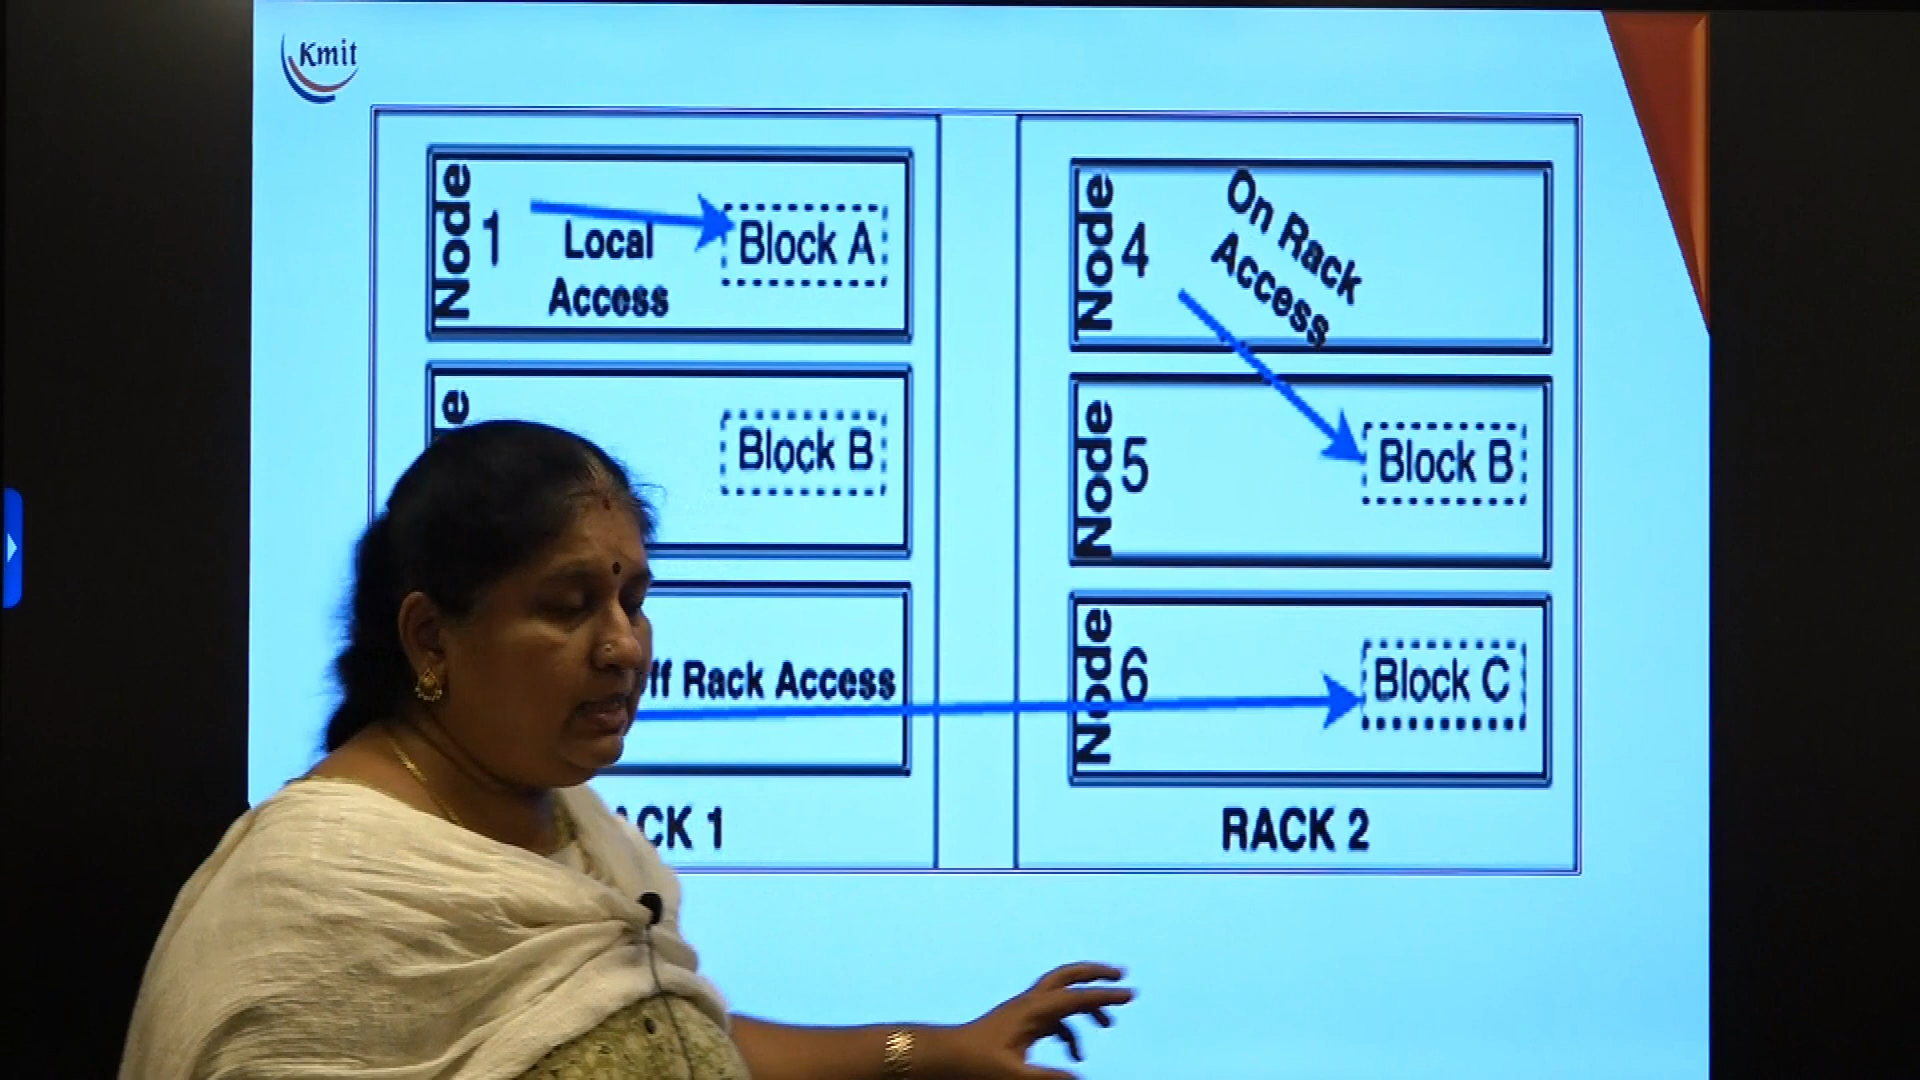 Kmit
Node
1
Local
Access
Block A
Block B
Rack Access
1
Node
4
On Rack
Access
Node
5
Block B
Node
6
Block C
RACK 2